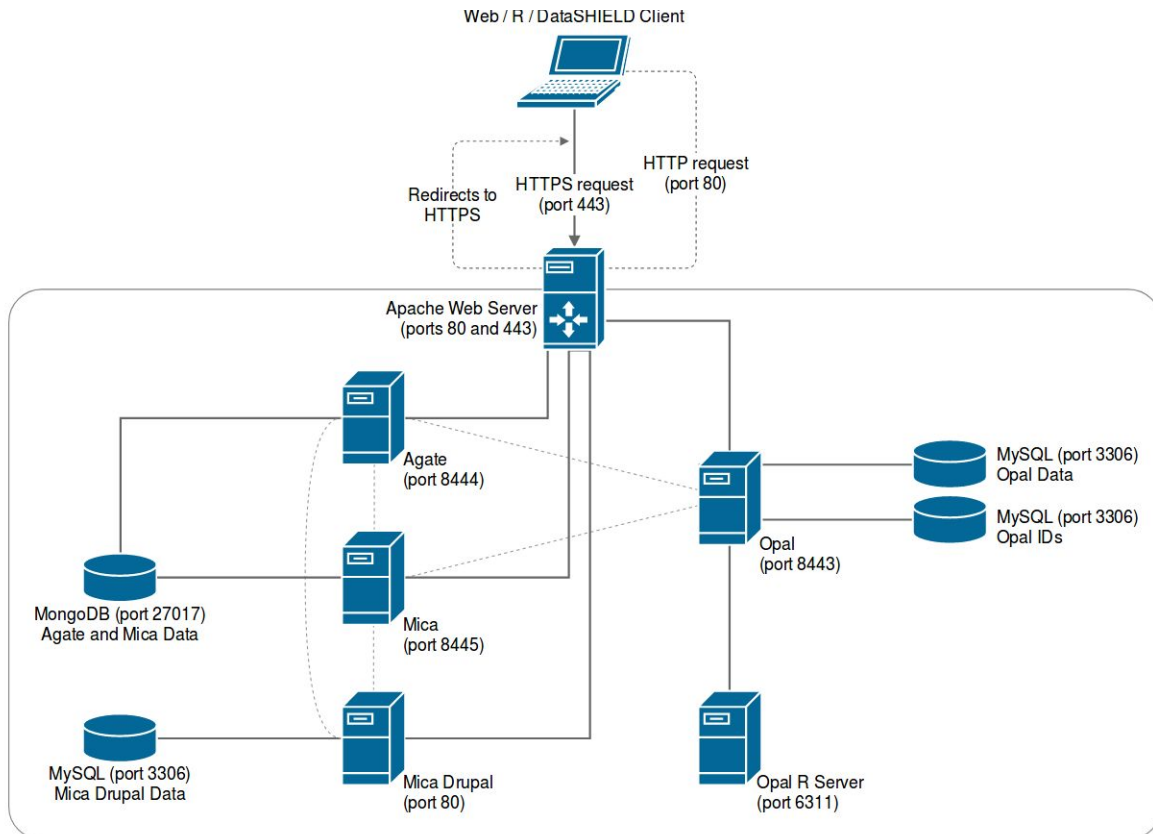 Web / R / DataSHIELD Client
HTTP request
(port 80)
HTTPS request
(port 443)
Redirects to
HTTPS
Apache Web Server
(ports 80 and 443)
Agate
(port 8444)
MySQL (port 3306)
Opal Data
MySQL (port 3306)
Opal IDs
Opal
(port 8443)
MongoDB (port 27017)
Agate and Mica Data
Mica
(port 8445)
MySQL (port 3306)
Mica Drupal Data
Mica Drupal
(port 80)
Opal R Server
(port 6311)